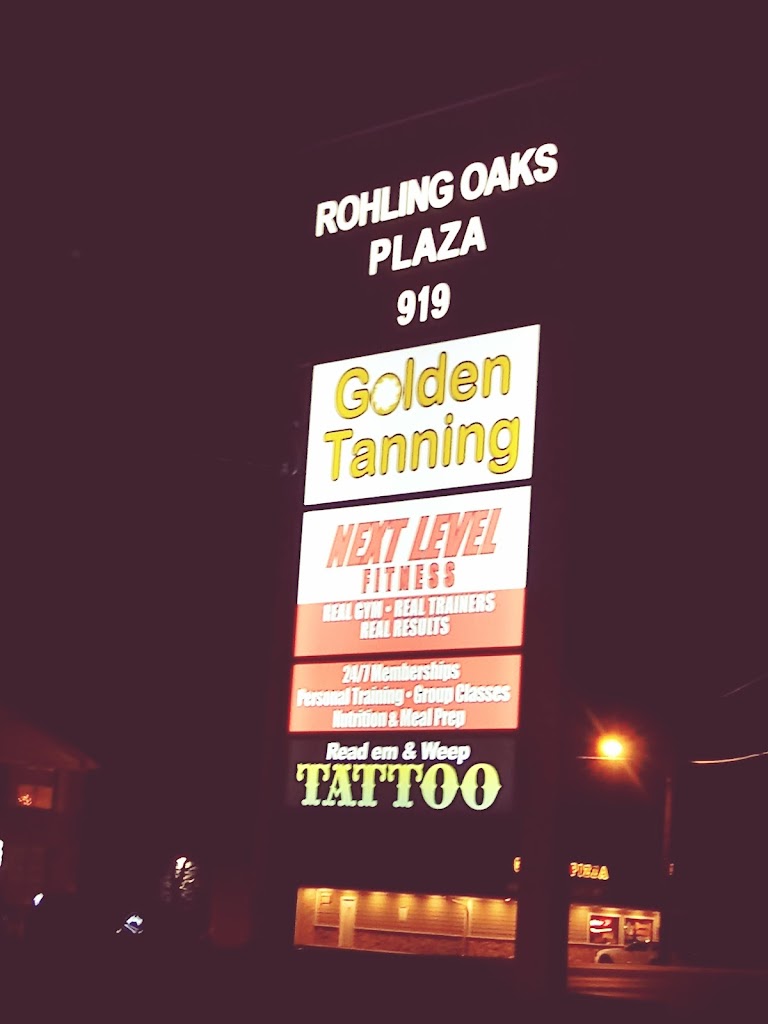 ROHLING OAKS
PLAZA
919
Golden
Tanning
NEXT LEVEL
FITNESS
REAL GYM • REAL TRAINERS
REAL RESULTS
24/7 Memberships
Personal Training • Group Classes
Nutrition & Meal Prep
Read em & Weep
TATTOO
PIZZA